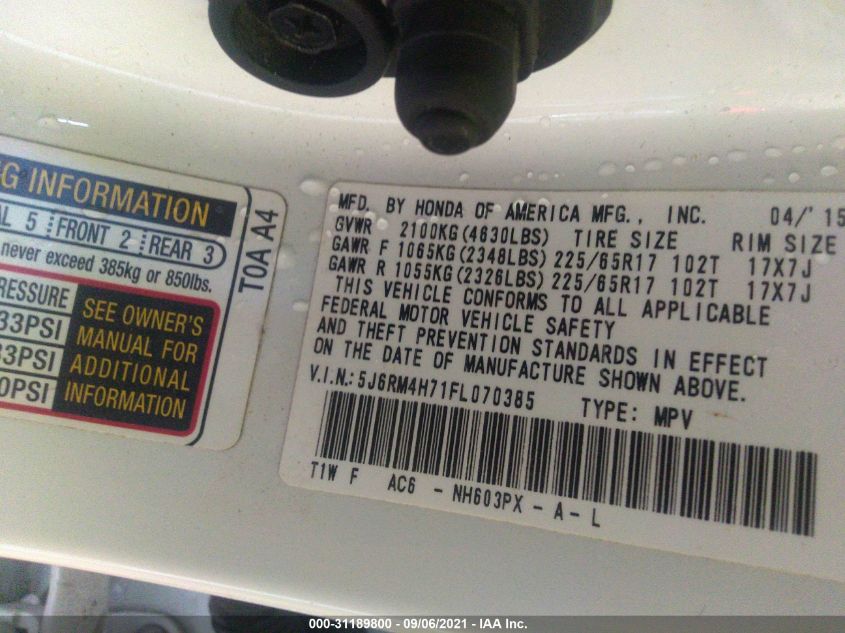 G INFORMATION
AL 5 FRONT 2 REAR 3
never exceed 385kg or 850lbs.
RESSURE
33PSI
33PSI
0PSI
SEE OWNER'S
MANUAL FOR
ADDITIONAL
INFORMATION
T0A A4
MFD. BY HONDA OF AMERICA MFG., INC. 04/'15
GVWR 2100KG(4630LBS) TIRE SIZE RIM SIZE
GAWR F 1065KG(2348LBS) 225/65R17 102T 17X7J
GAWR R 1055KG(2326LBS) 225/65R17 102T 17X7J
THIS VEHICLE CONFORMS TO ALL APPLICABLE
FEDERAL MOTOR VEHICLE SAFETY
AND THEFT PREVENTION STANDARDS IN EFFECT
ON THE DATE OF MANUFACTURE SHOWN ABOVE.
V.I.N.: 5J6RM4H71FL070385 TYPE: MPV
T1W F AC6 - NH603PX - A - L
000-31189800 - 09/06/2021 - IAA Inc.